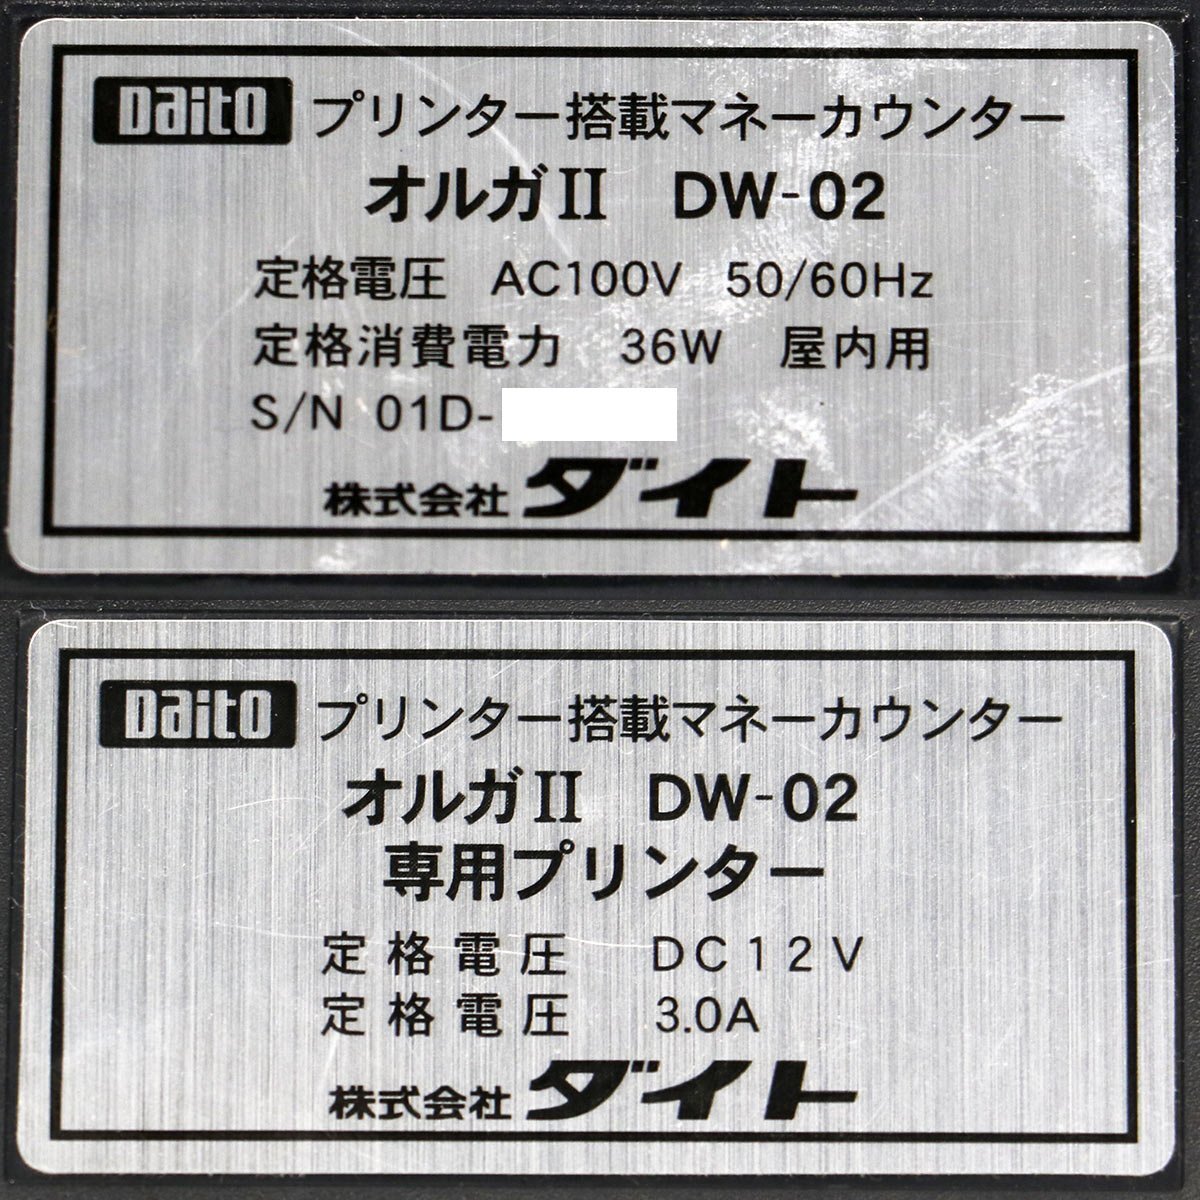 Daito プリンター搭載マネーカウンター
オルガII DW-02
定格電圧 AC100V 50/60Hz
定格消費電力 36W 屋内用
S/N 01D-
株式会社 ダイト
Daito プリンター搭載マネーカウンター
オルガII DW-02
専用プリンター
定格電圧 DC12V
定格電圧 3.0A
株式会社 ダイト